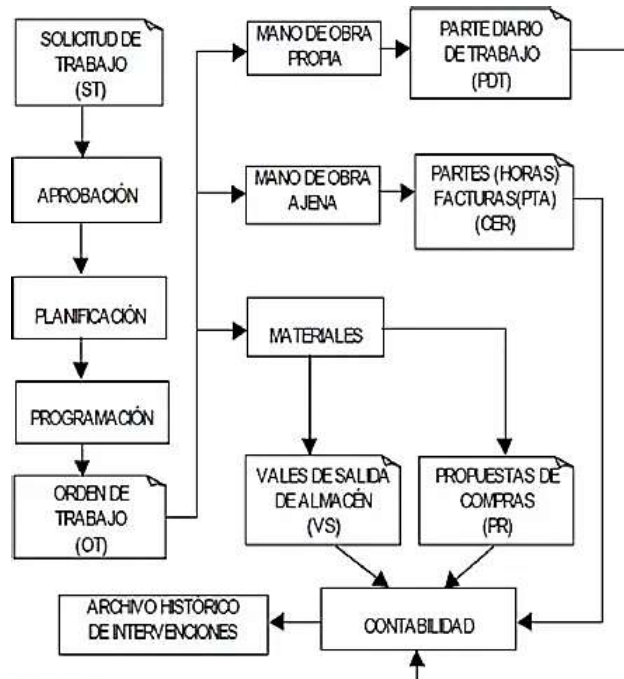 SOLICITUD DE
TRABAJO
(ST)
APROBACIÓN
PLANIFICACIÓN
PROGRAMACIÓN
ORDEN DE
TRABAJO
(OT)
MANO DE OBRA
PROPIA
PARTE DIARIO
DE TRABAJO
(PDT)
MANO DE OBRA
AJENA
PARTES (HORAS)
FACTURAS(PTA)
(CER)
MATERIALES
VALES DE SALIDA
DE ALMACÉN
(VS)
PROPUESTAS DE
COMPRAS
(PR)
ARCHIVO HISTÓRICO
DE INTERVENCIONES
CONTABILIDAD